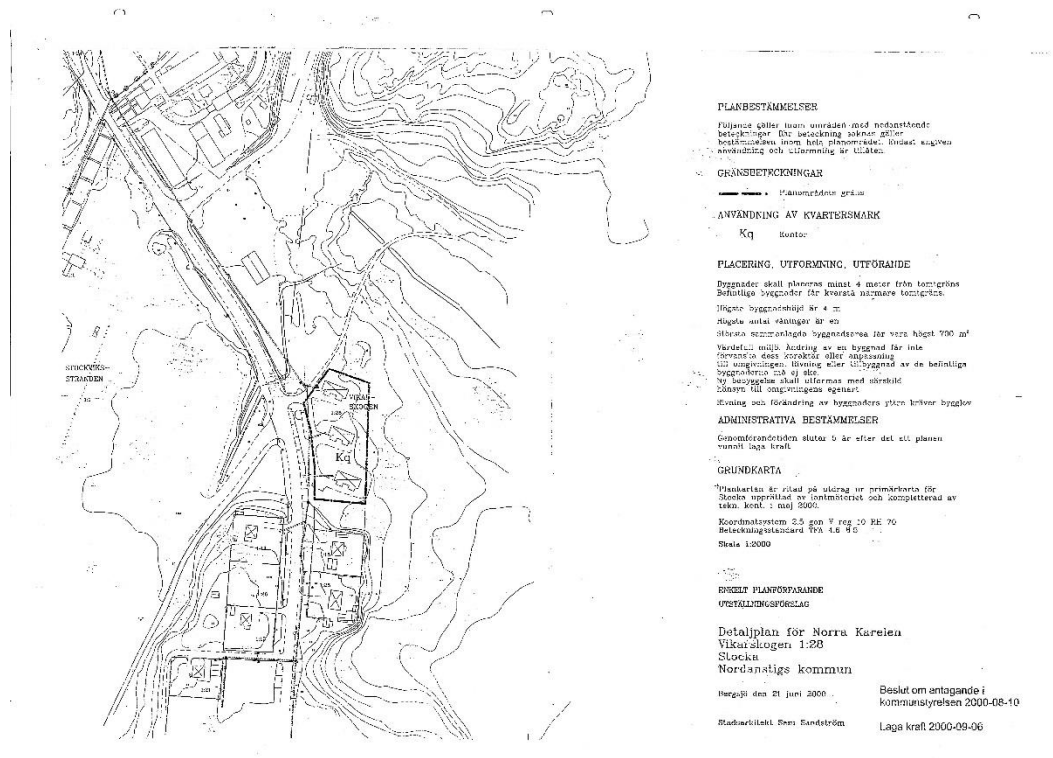 PLANBESTÄMMELSER
Följande gäller inom områden med nedanstående
beteckningar. Där beteckning saknas gäller
bestämmelsen inom hela planområdet. Endast angiven
användning och utformning är tillåten.
GRÄNSBETECKNINGAR
Planområdets gräns
ANVÄNDNING AV KVARTERSMARK
Kq Kontor
PLACERING, UTFORMNING, UTFÖRANDE
Byggnader skall placeras minst 4 meter från tomtgräns
Befintliga byggnader får kvarstå närmare tomtgräns.
Högsta byggnadshöjd är 4 m
Högsta antal våningar är en
Största sammanlagda byggnadsarea får vara högst 700 m²
Värdefull miljö. Ändring av en byggnad får inte
förvanska dess karaktär eller anpassning
till omgivningen. Rivning eller tillbyggnad av de befintliga
byggnaderna må ej ske.
Ny bebyggelse skall utformas med särskild
hänsyn till omgivningens egenart
Rivning och förändring av byggnaders yttre kräver bygglov
ADMINISTRATIVA BESTÄMMELSER
Genomförandetiden slutar 5 år efter det att planen
vunnit laga kraft
GRUNDKARTA
Plankartan är ritad på utdrag ur primärkarta för
Stocka upprättad av lantmäteriet och kompletterad av
tekn. kont. i maj 2000.
Koordinatsystem 2.5 gon V reg 10 RH 70
Beteckningsstandard TFA 4.6
Skala 1:2000
ENKELT PLANFÖRFARANDE
UTSTÄLLNINGSFÖRSLAG
Detaljplan för Norra Karelen
Vikarskogen 1:28
Stocka
Nordanstigs kommun
Bergsjö den 21 juni 2000
Stadsarkitekt Sam Sandström
Beslut om antagande i
kommunstyrelsen 2000-08-10
Laga kraft 2000-09-06
STOCKVIKS-
STRANDEN
VIKAR-
SKOGEN
1:28
Kq
1:25